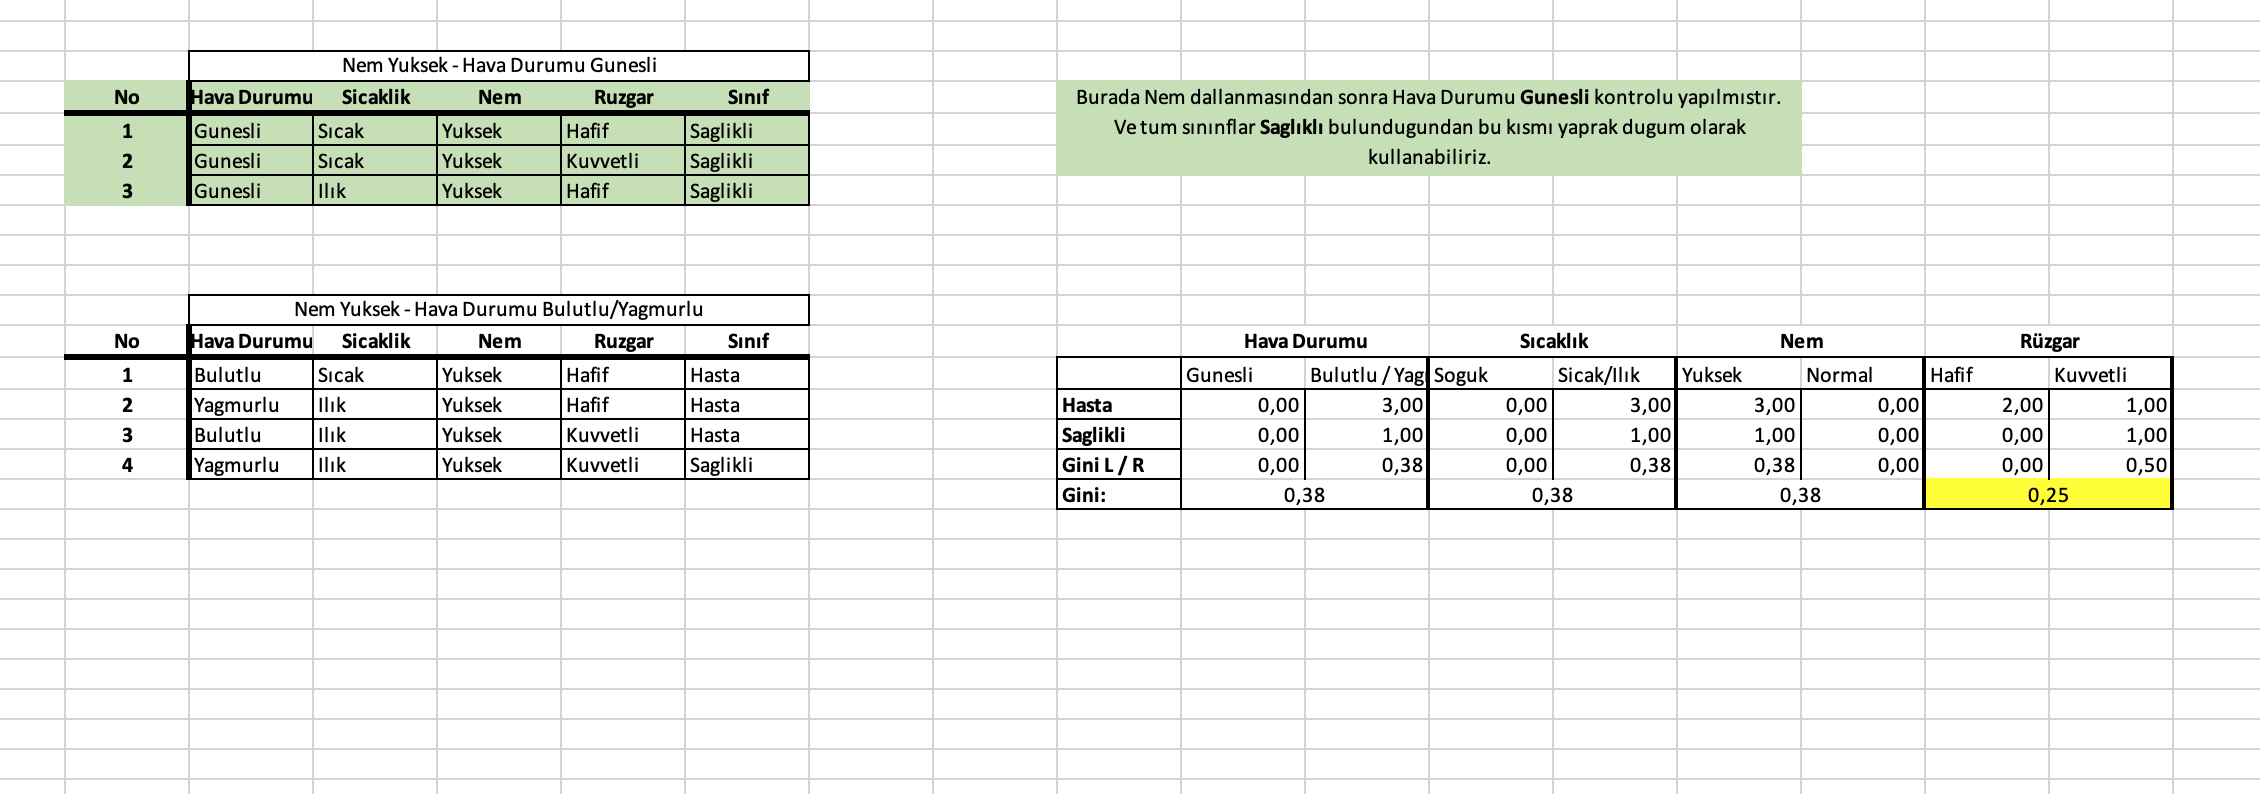 Nem Yuksek - Hava Durumu Gunesli
No Hava Durumu Sicaklik Nem Ruzgar Sınıf
1 Gunesli Sıcak Yuksek Hafif Saglikli
2 Gunesli Sıcak Yuksek Kuvvetli Saglikli
3 Gunesli Ilık Yuksek Hafif Saglikli
Burada Nem dallanmasından sonra Hava Durumu Gunesli kontrolu yapılmıstır.
Ve tum sınınflar Saglıklı bulundugundan bu kısmı yaprak dugum olarak
kullanabiliriz.
Nem Yuksek - Hava Durumu Bulutlu/Yagmurlu
No Hava Durumu Sicaklik Nem Ruzgar Sınıf
1 Bulutlu Sıcak Yuksek Hafif Hasta
2 Yagmurlu Ilık Yuksek Hafif Hasta
3 Bulutlu Ilık Yuksek Kuvvetli Hasta
4 Yagmurlu Ilık Yuksek Kuvvetli Saglikli
Hava Durumu Sıcaklık Nem Rüzgar
Gunesli Bulutlu / Yag Soguk Sicak/Ilık Yuksek Normal Hafif Kuvvetli
Hasta 0,00 3,00 0,00 3,00 3,00 0,00 2,00 1,00
Saglikli 0,00 1,00 0,00 1,00 1,00 0,00 0,00 1,00
Gini L / R 0,00 0,38 0,00 0,38 0,38 0,00 0,00 0,50
Gini: 0,38 0,38 0,38 0,25